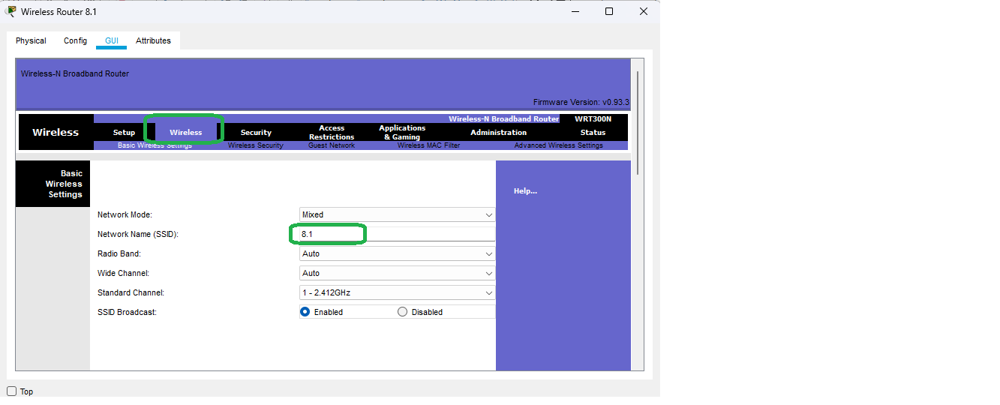 Wireless Router 8.1
Physical Config GUI Attributes
Wireless-N Broadband Router
Firmware Version: v0.93.3
Wireless-N Broadband Router WRT300N
Wireless Setup Wireless Security Access Restrictions Applications & Gaming Administration Status
Basic Wireless Settings Wireless Security Guest Network Wireless MAC Filter Advanced Wireless Settings
Basic
Wireless
Settings
Help...
Network Mode: Mixed
Network Name (SSID): 8.1
Radio Band: Auto
Wide Channel: Auto
Standard Channel: 1 - 2.412GHz
SSID Broadcast: Enabled Disabled
Top